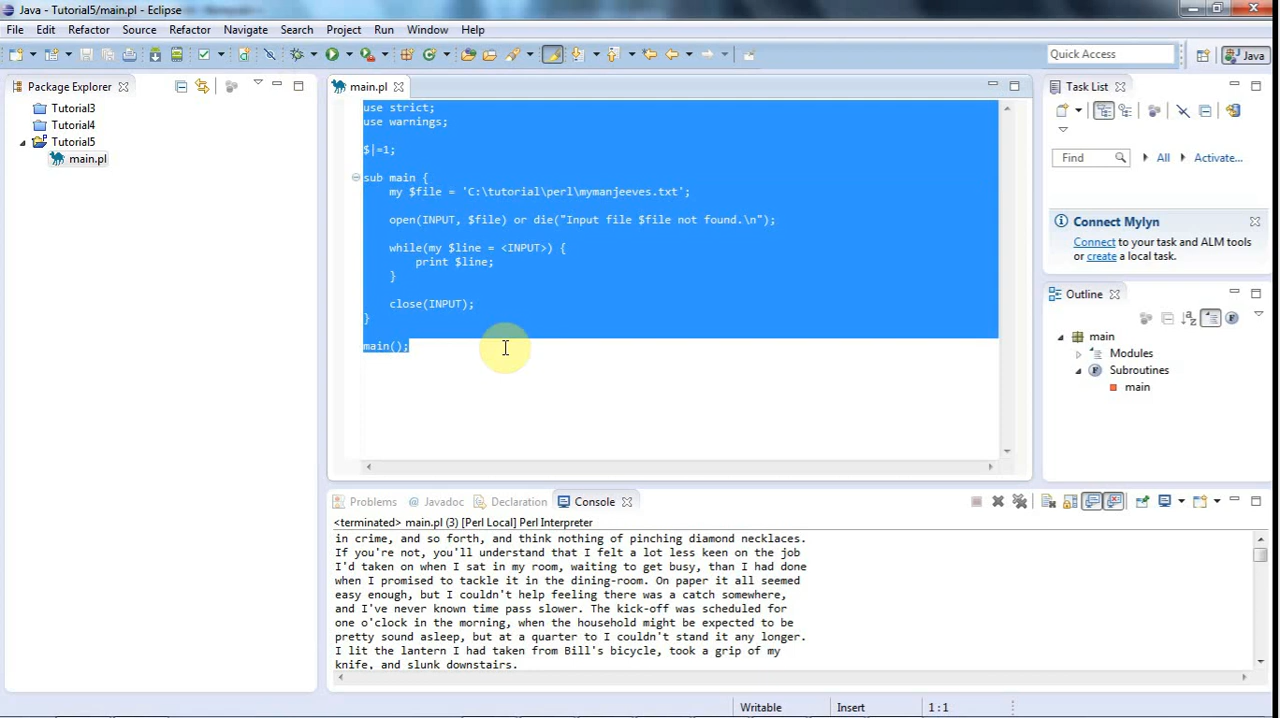 Java - Tutorial5/main.pl - Eclipse
File Edit Refactor Source Refactor Navigate Search Project Run Window Help
Quick Access
Java
Package Explorer
Tutorial3
Tutorial4
Tutorial5
main.pl
main.pl
use strict;
use warnings;
$|=1;
sub main {
my $file = 'C:\tutorial\perl\mymanjeeves.txt';
open(INPUT, $file) or die("Input file $file not found.\n");
while(my $line = <INPUT>) {
print $line;
}
close(INPUT);
}
main();
Task List
Find All Activate...
Connect Mylyn
Connect to your task and ALM tools
or create a local task.
Outline
main
Modules
Subroutines
main
Problems @ Javadoc Declaration Console
<terminated> main.pl (3) [Perl Local] Perl Interpreter
in crime, and so forth, and think nothing of pinching diamond necklaces.
If you're not, you'll understand that I felt a lot less keen on the job
I'd taken on when I sat in my room, waiting to get busy, than I had done
when I promised to tackle it in the dining-room. On paper it all seemed
easy enough, but I couldn't help feeling there was a catch somewhere,
and I've never known time pass slower. The kick-off was scheduled for
one o'clock in the morning, when the household might be expected to be
pretty sound asleep, but at a quarter to I couldn't stand it any longer.
I lit the lantern I had taken from Bill's bicycle, took a grip of my
knife, and slunk downstairs.
Writable Insert 1 : 1